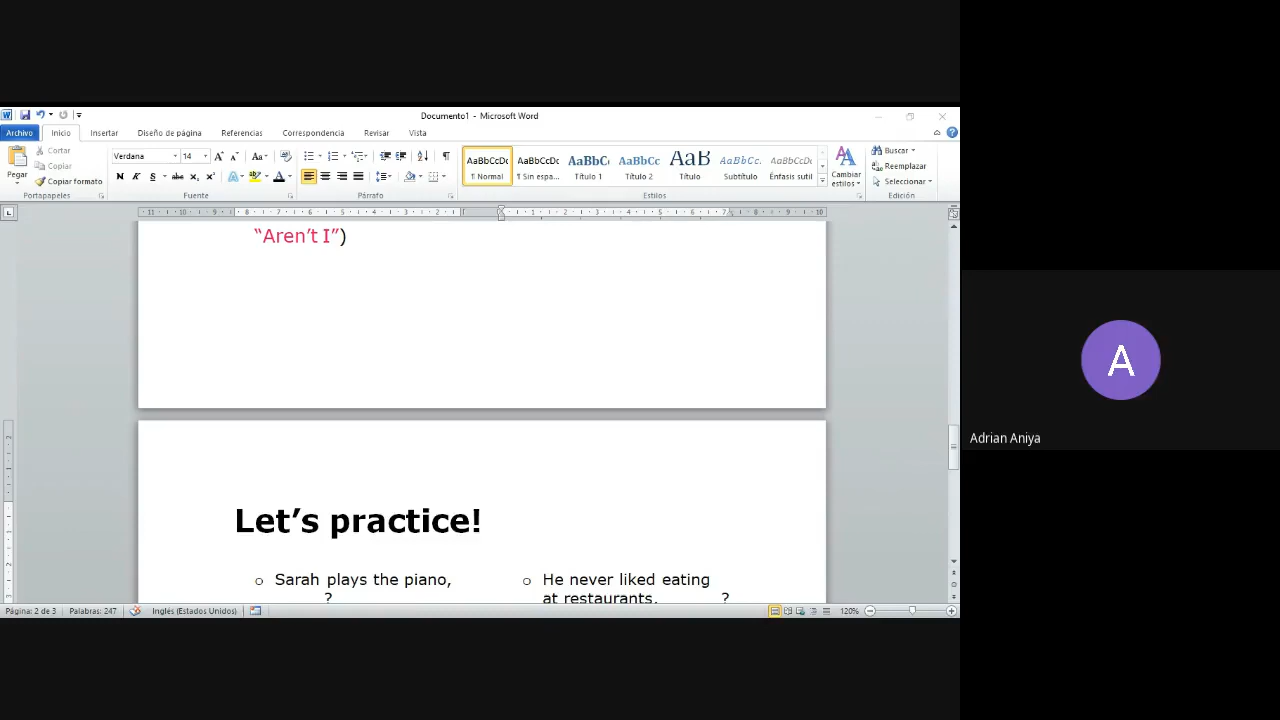 Documento1 - Microsoft Word
Archivo Inicio Insertar Diseño de página Referencias Correspondencia Revisar Vista
Cortar
Copiar
Copiar formato
Pegar
Portapapeles
Verdana 14
Fuente
Párrafo
AaBbCcDc AaBbCcDc AaBbC AaBbCc AaB AaBbCc. AaBbCcDc
¶ Normal ¶ Sin espa... Título 1 Título 2 Título Subtítulo Énfasis sutil
Estilos
Cambiar
estilos
Buscar
Reemplazar
Seleccionar
Edición
“Aren’t I”)
Let’s practice!
o Sarah plays the piano,
?
o He never liked eating
at restaurants, ?
Página: 2 de 3 Palabras: 247 Inglés (Estados Unidos) 120%
A
Adrian Aniya